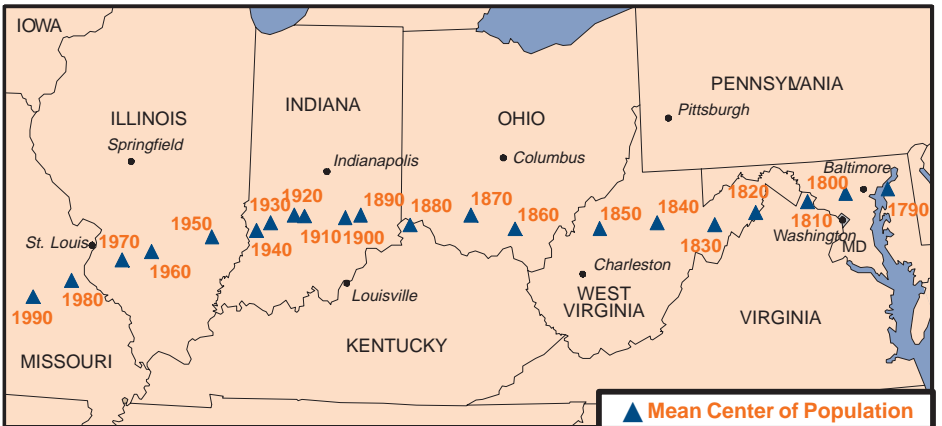 IOWA
PENNSYLVANIA
INDIANA
Pittsburgh
ILLINOIS
OHIO
Springfield
Indianapolis
Columbus
Baltimore
1800
1820
1920
1890
1870
1930
1880
1850
1840
1790
1860
1810
1950
1910
1900
1830
Washington
St. Louis
1970
1940
MD
1960
Charleston
1980
Louisville
WEST
VIRGINIA
1990
VIRGINIA
KENTUCKY
MISSOURI
Mean Center of Population